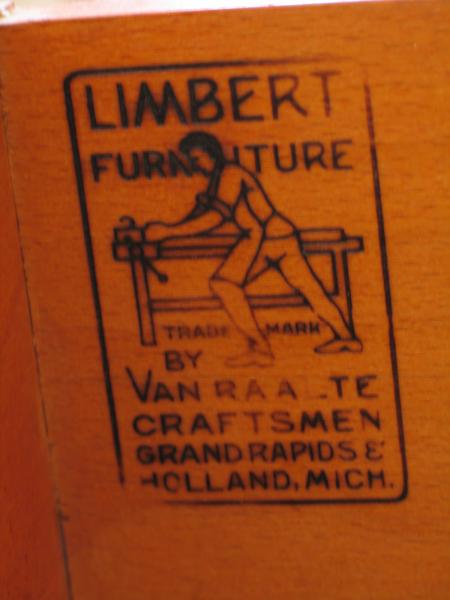 LIMBERT
FURNITURE
TRADE MARK
BY
VAN RAALTE
CRAFTSMEN
GRAND RAPIDS &
HOLLAND, MICH.